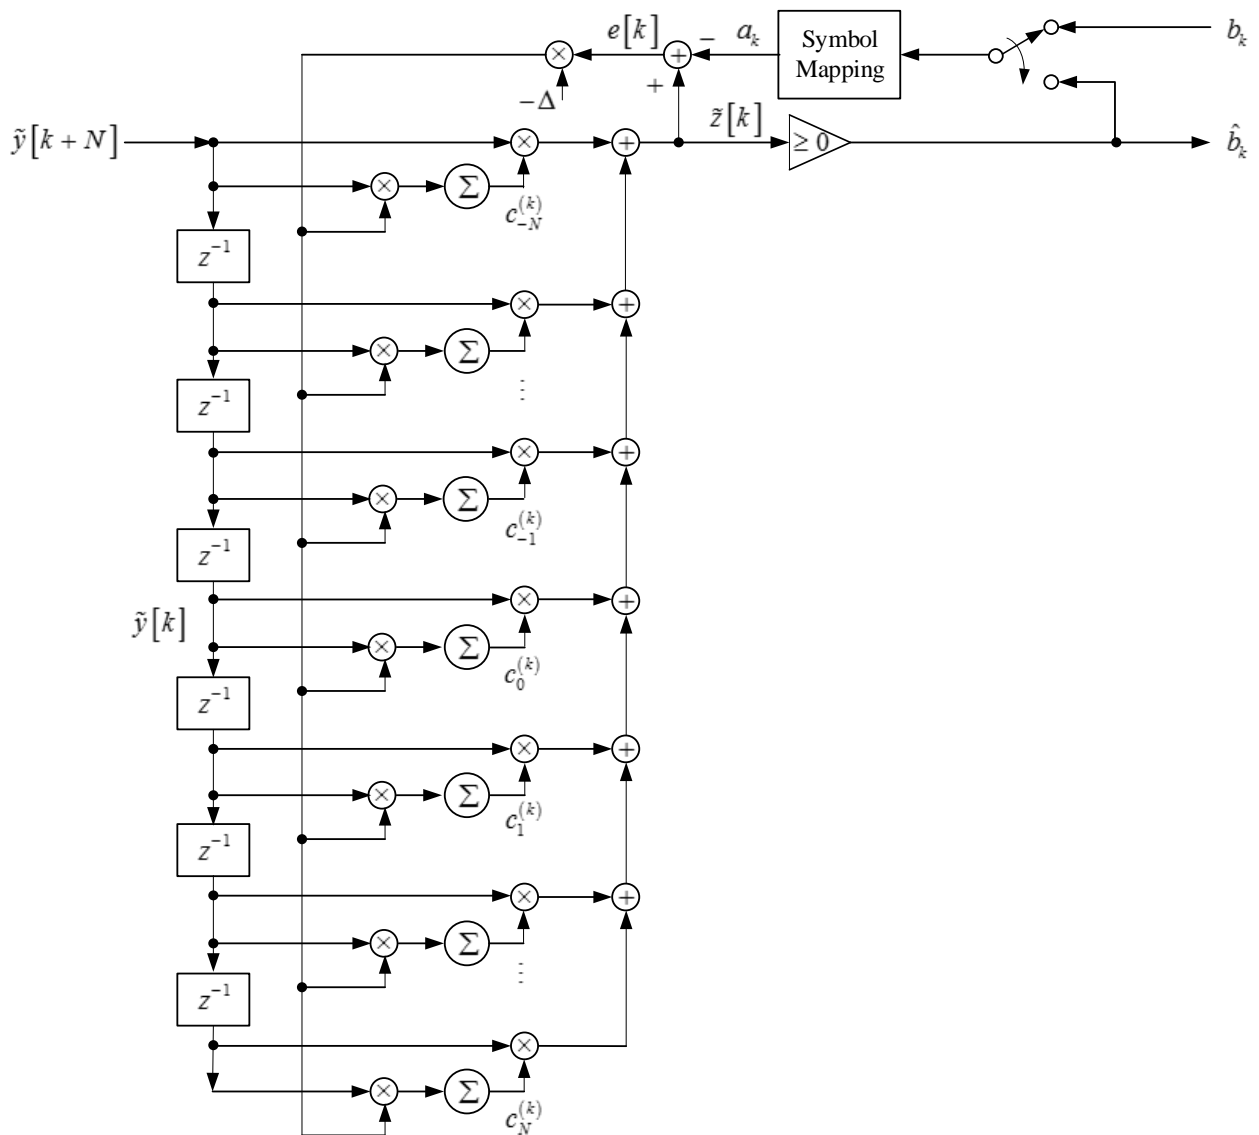 e[k]
−
a_k
Symbol
Mapping
b_k
×
+
−Δ
+
ỹ[k + N]
z̃[k]
≥ 0
b̂_k
×
+
×
Σ
c_{-N}^{(k)}
z^{-1}
×
+
×
Σ
⋮
z^{-1}
×
+
×
Σ
c_{-1}^{(k)}
z^{-1}
×
+
ỹ[k]
×
Σ
c_0^{(k)}
z^{-1}
×
+
×
Σ
c_1^{(k)}
z^{-1}
×
+
×
Σ
⋮
z^{-1}
×
×
Σ
c_N^{(k)}